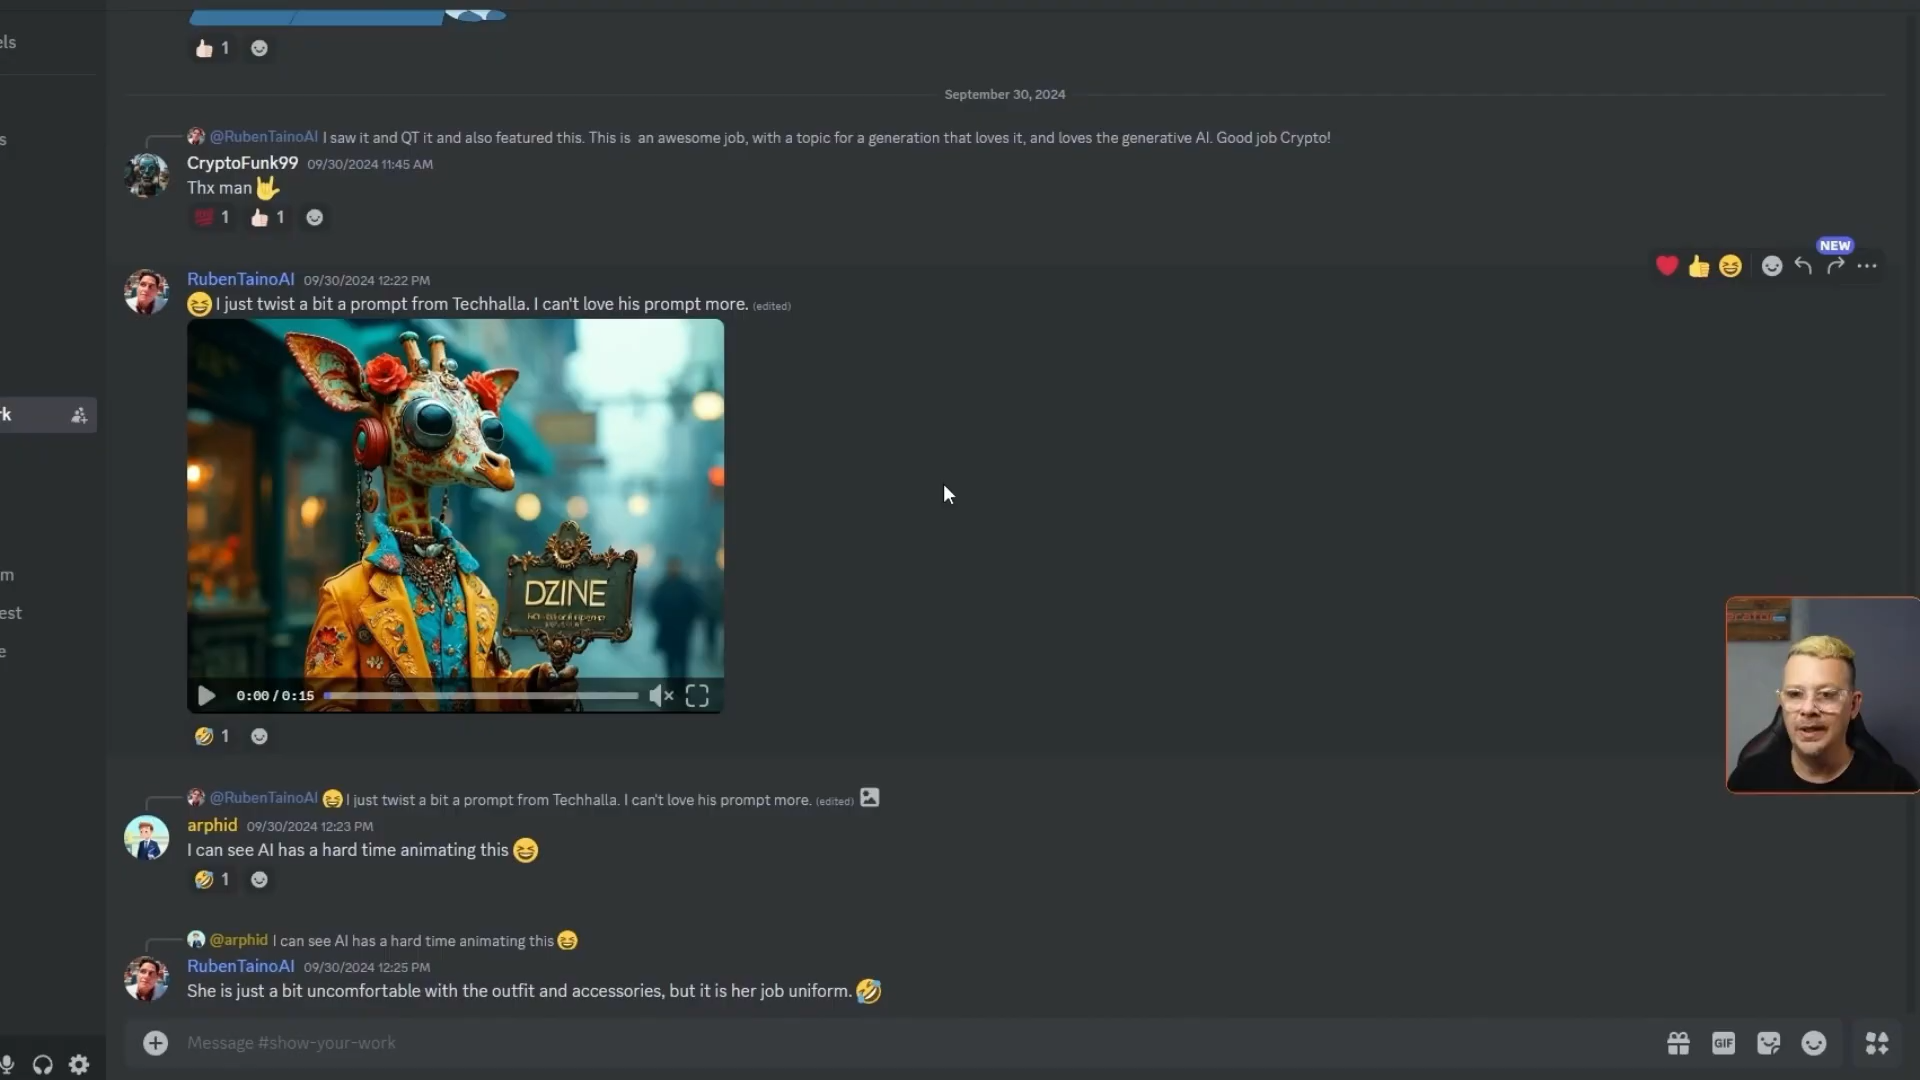 els
September 30, 2024
@RubenTainoAI I saw it and QT it and also featured this. This is an awesome job, with a topic for a generation that loves it, and loves the generative AI. Good job Crypto!
s
CryptoFunk99 09/30/2024 11:45 AM
Thx man
1 1
NEW
RubenTainoAI 09/30/2024 12:22 PM
I just twist a bit a prompt from Techhalla. I can't love his prompt more. (edited)
rk
DZINE
m
est
e
0:00 / 0:15
1
@RubenTainoAI I just twist a bit a prompt from Techhalla. I can't love his prompt more. (edited)
arphid 09/30/2024 12:23 PM
I can see AI has a hard time animating this
1
@arphid I can see AI has a hard time animating this
RubenTainoAI 09/30/2024 12:25 PM
She is just a bit uncomfortable with the outfit and accessories, but it is her job uniform.
Message #show-your-work
GIF